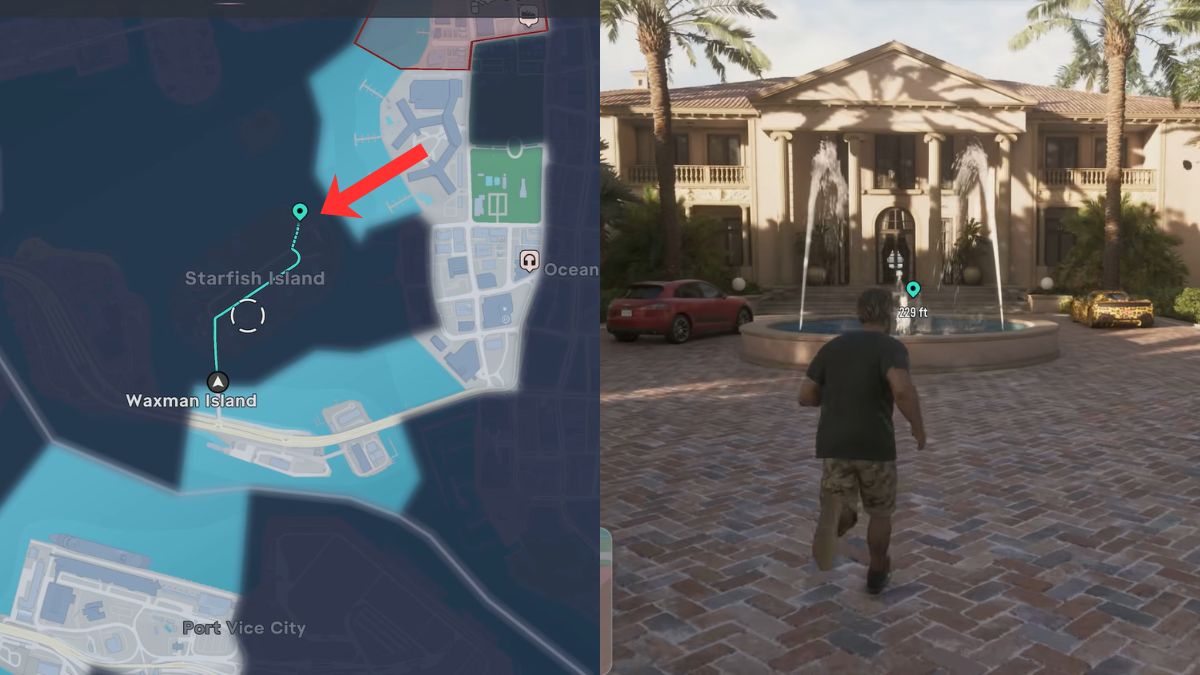 Starfish Island
Ocean
Waxman Island
Port Vice City
229 ft